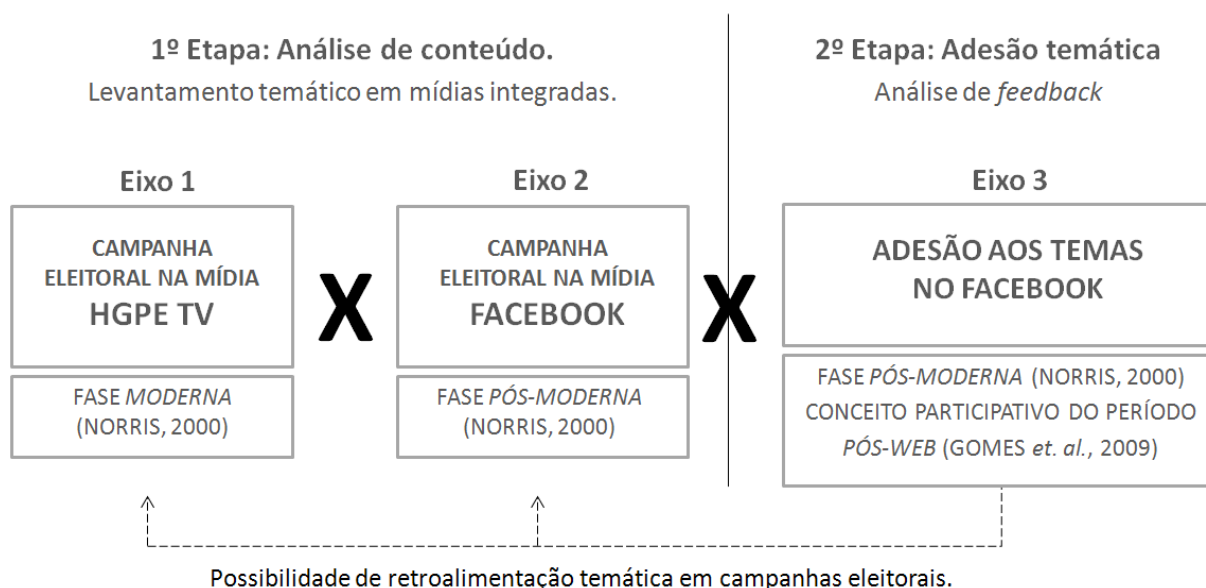 1º Etapa: Análise de conteúdo.
Levantamento temático em mídias integradas.
2º Etapa: Adesão temática
Análise de feedback
Eixo 1
CAMPANHA
ELEITORAL NA MÍDIA
HGPE TV
FASE MODERNA
(NORRIS, 2000)
X
Eixo 2
CAMPANHA
ELEITORAL NA MÍDIA
FACEBOOK
FASE PÓS-MODERNA
(NORRIS, 2000)
X
Eixo 3
ADESÃO AOS TEMAS
NO FACEBOOK
FASE PÓS-MODERNA (NORRIS, 2000)
CONCEITO PARTICIPATIVO DO PERÍODO
PÓS-WEB (GOMES et. al., 2009)
Possibilidade de retroalimentação temática em campanhas eleitorais.